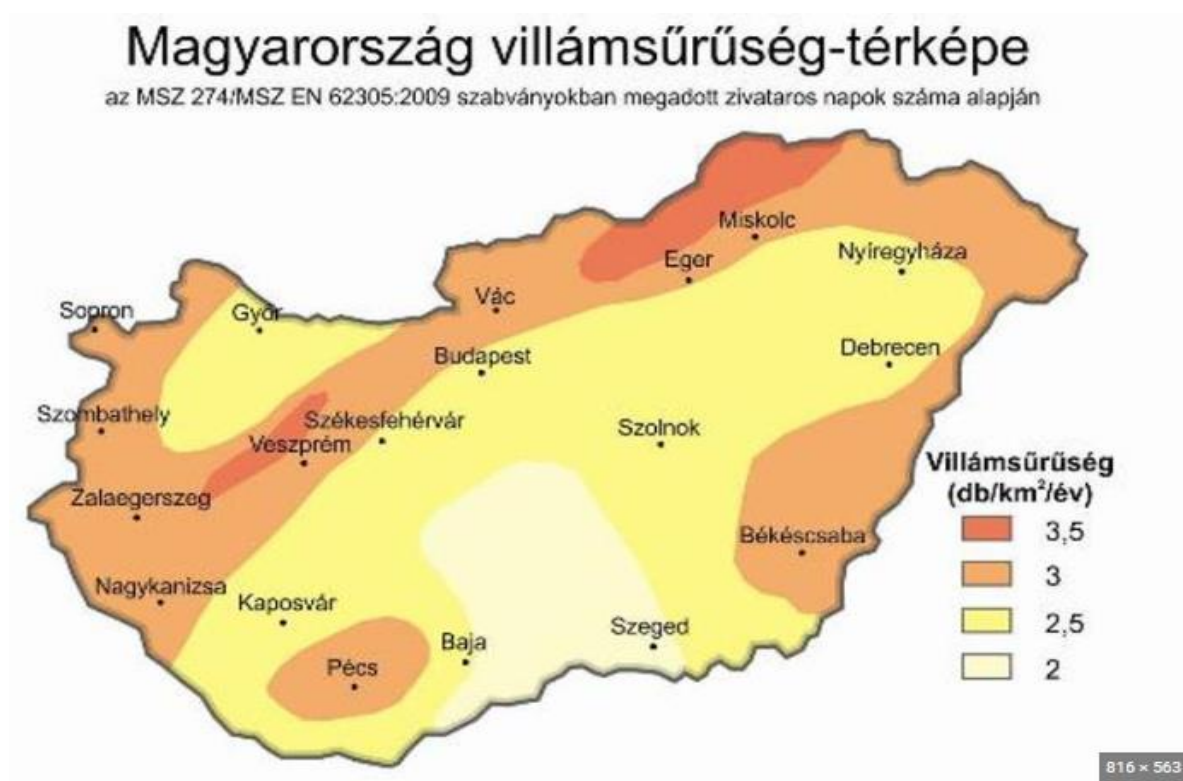 Magyarország villámsűrűség-térképe
az MSZ 274/MSZ EN 62305:2009 szabványokban megadott zivataros napok száma alapján
Miskolc
Nyíregyháza
Eger
Vác
Sopron
Győr
Budapest
Debrecen
Szombathely
Székesfehérvár
Szolnok
Veszprém
Villámsűrűség
(db/km²/év)
Zalaegerszeg
3,5
Békéscsaba
3
Nagykanizsa
Kaposvár
2,5
Szeged
Baja
Pécs
2
816 × 563